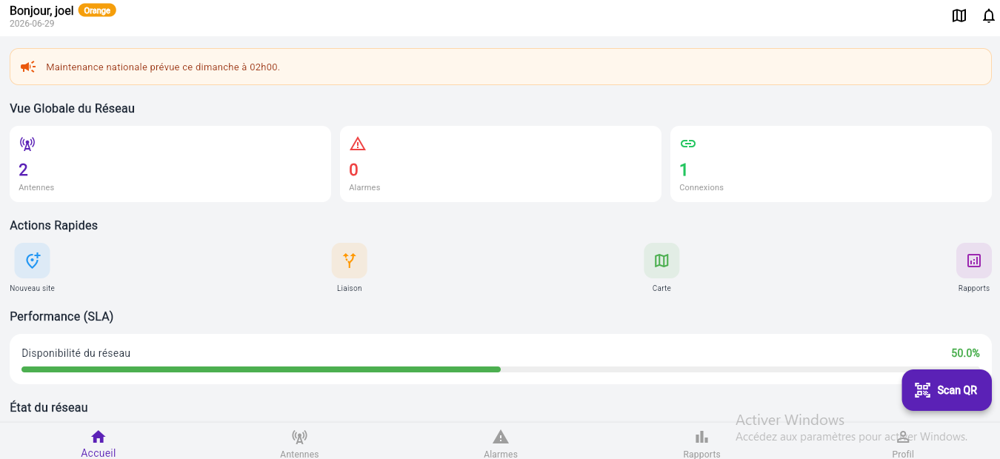 Bonjour, joel Orange
2026-06-29
Maintenance nationale prévue ce dimanche à 02h00.
Vue Globale du Réseau
2 0 1
Antennes Alarmes Connexions
Actions Rapides
Nouveau site Liaison Carte Rapports
Performance (SLA)
Disponibilité du réseau 50.0%
Scan QR
État du réseau
Activer Windows
Accédez aux paramètres pour activer Windows.
Accueil Antennes Alarmes Rapports Profil